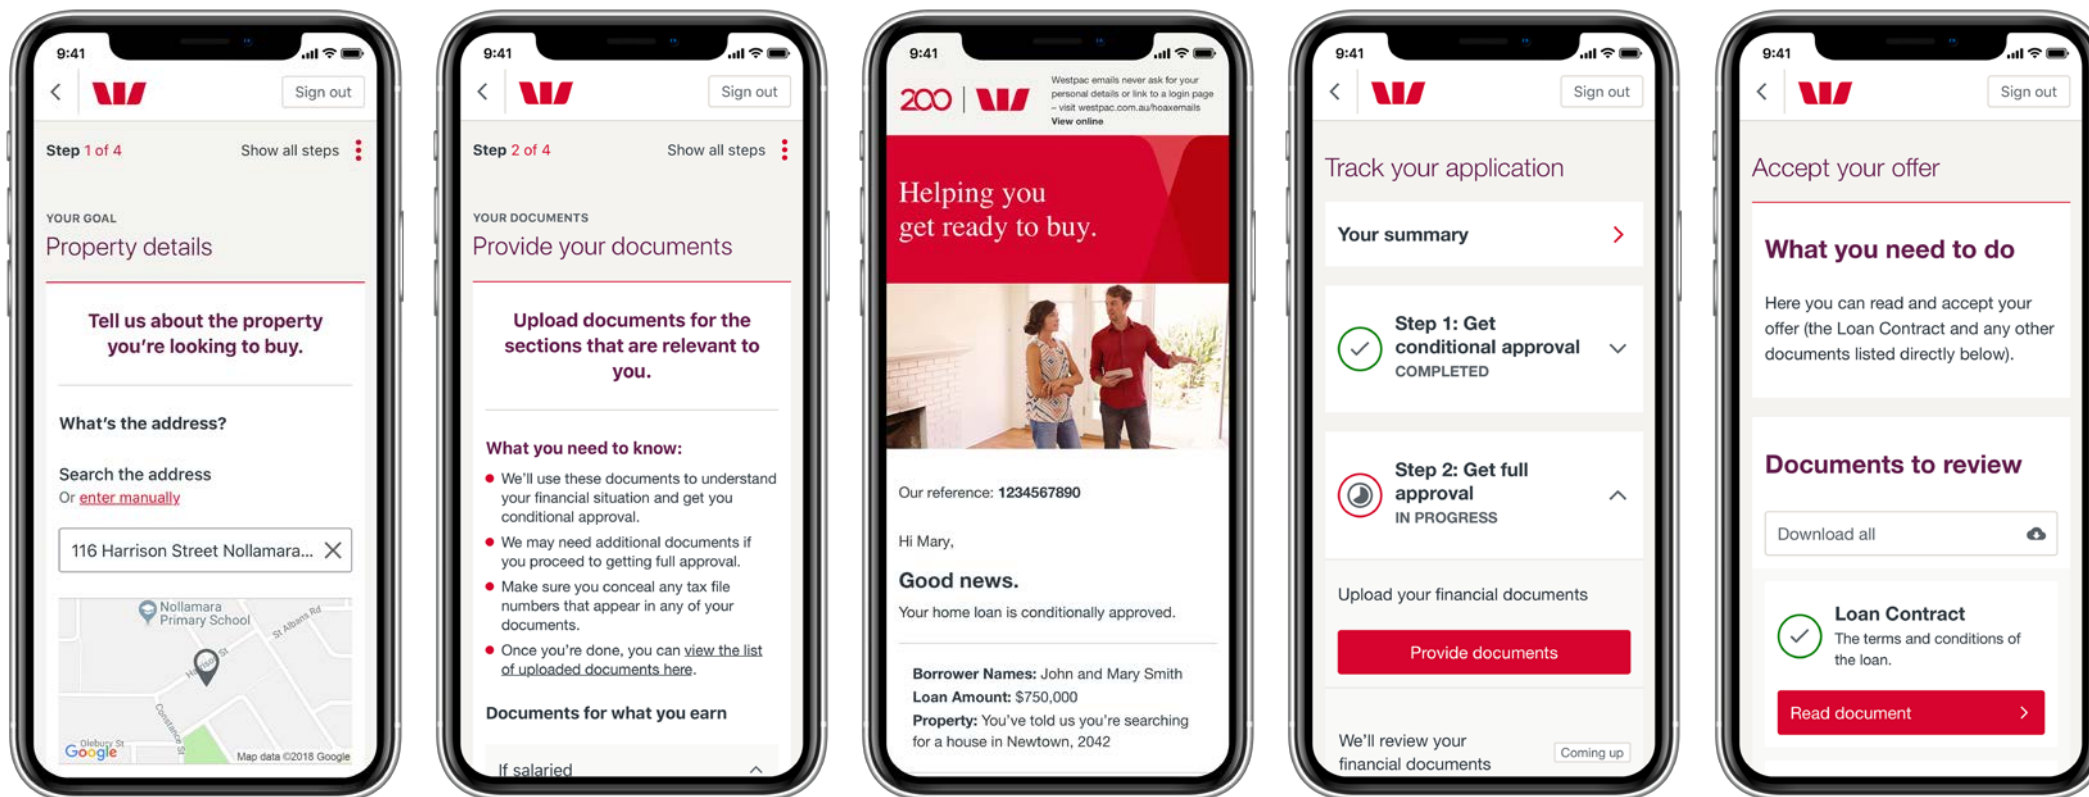 9:41
Sign out
Step 1 of 4
Show all steps
YOUR GOAL
Property details
Tell us about the property
you're looking to buy.
What's the address?
Search the address
Or enter manually
116 Harrison Street Nollamara...
Nollamara
Primary School
St Albans Rd
Harrison St
Constance St
Olebury St
Google
Map data ©2018 Google
9:41
Sign out
Step 2 of 4
Show all steps
YOUR DOCUMENTS
Provide your documents
Upload documents for the
sections that are relevant to
you.
What you need to know:
We'll use these documents to understand
your financial situation and get you
conditional approval.
We may need additional documents if
you proceed to getting full approval.
Make sure you conceal any tax file
numbers that appear in any of your
documents.
Once you're done, you can view the list
of uploaded documents here.
Documents for what you earn
If salaried
9:41
200
Westpac emails never ask for your
personal details or link to a login page
– visit westpac.com.au/hoaxemails
View online
Helping you
get ready to buy.
Our reference: 1234567890
Hi Mary,
Good news.
Your home loan is conditionally approved.
Borrower Names: John and Mary Smith
Loan Amount: $750,000
Property: You've told us you're searching
for a house in Newtown, 2042
9:41
Sign out
Track your application
Your summary
Step 1: Get
conditional approval
COMPLETED
Step 2: Get full
approval
IN PROGRESS
Upload your financial documents
Provide documents
We'll review your
financial documents
Coming up
9:41
Sign out
Accept your offer
What you need to do
Here you can read and accept your
offer (the Loan Contract and any other
documents listed directly below).
Documents to review
Download all
Loan Contract
The terms and conditions of
the loan.
Read document